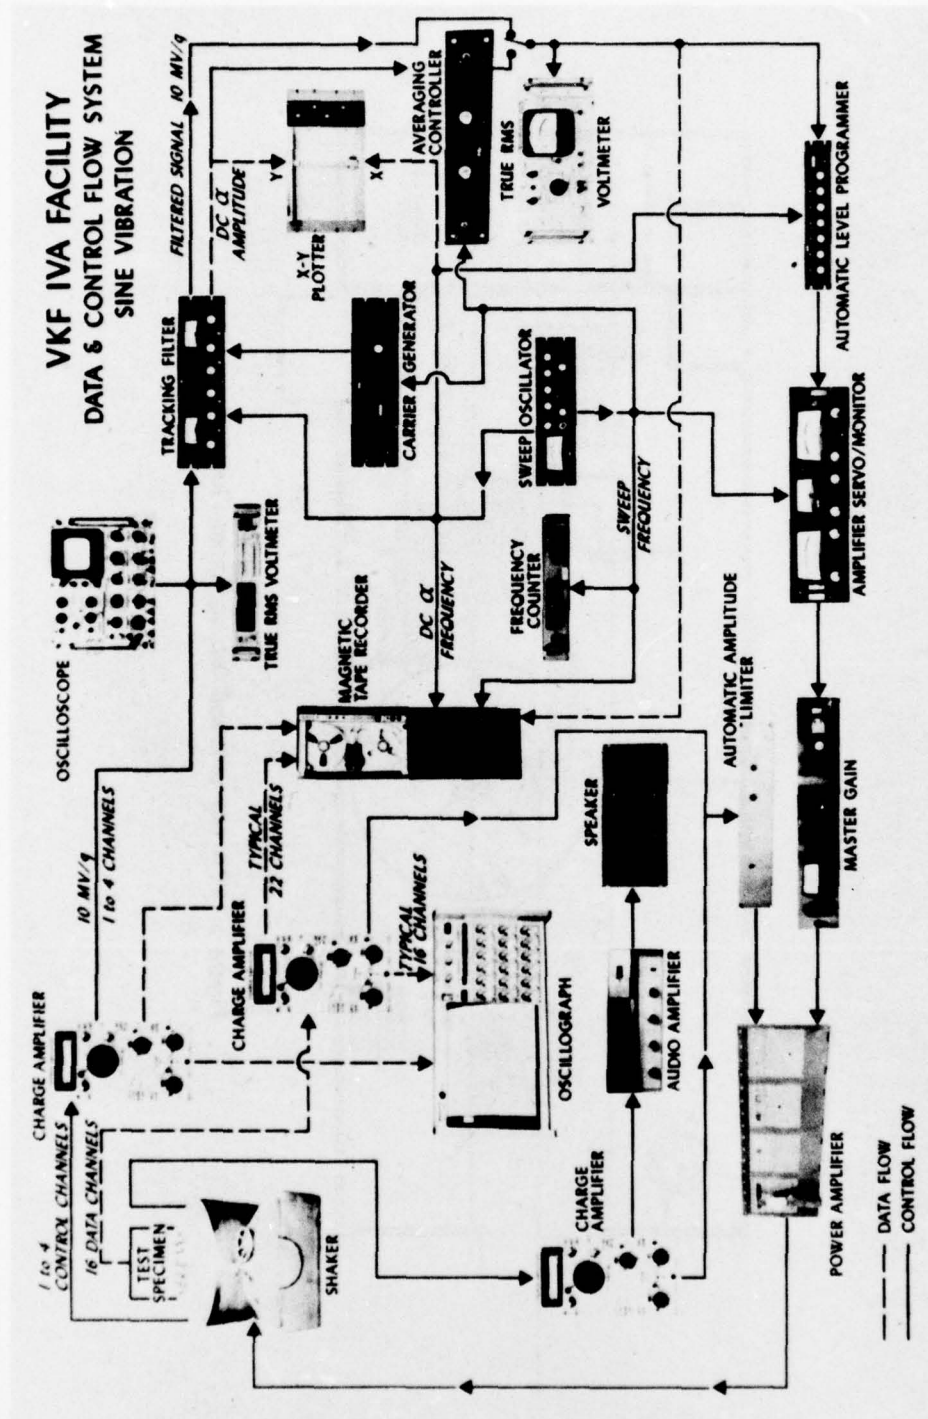 VKF IVA FACILITY
DATA & CONTROL FLOW SYSTEM
SINE VIBRATION
1 to 4
CONTROL CHANNELS
16 DATA CHANNELS
TEST
SPECIMEN
SHAKER
CHARGE AMPLIFIER
10 MV/g
1 to 4 CHANNELS
OSCILLOSCOPE
TRUE RMS VOLTMETER
TRACKING FILTER
FILTERED SIGNAL 10 MV/g
DC α
AMPLITUDE
Y
X
X-Y
PLOTTER
AVERAGING
CONTROLLER
TRUE RMS
VOLTMETER
CHARGE AMPLIFIER
TYPICAL
22 CHANNELS
TYPICAL
16 CHANNELS
MAGNETIC
TAPE RECORDER
DC α
FREQUENCY
CARRIER GENERATOR
SWEEP OSCILLATOR
FREQUENCY
COUNTER
SWEEP
FREQUENCY
OSCILLOGRAPH
CHARGE
AMPLIFIER
AUDIO AMPLIFIER
SPEAKER
AUTOMATIC AMPLITUDE
LIMITER
AUTOMATIC LEVEL PROGRAMMER
AMPLIFIER SERVO/MONITOR
MASTER GAIN
POWER AMPLIFIER
DATA FLOW
CONTROL FLOW